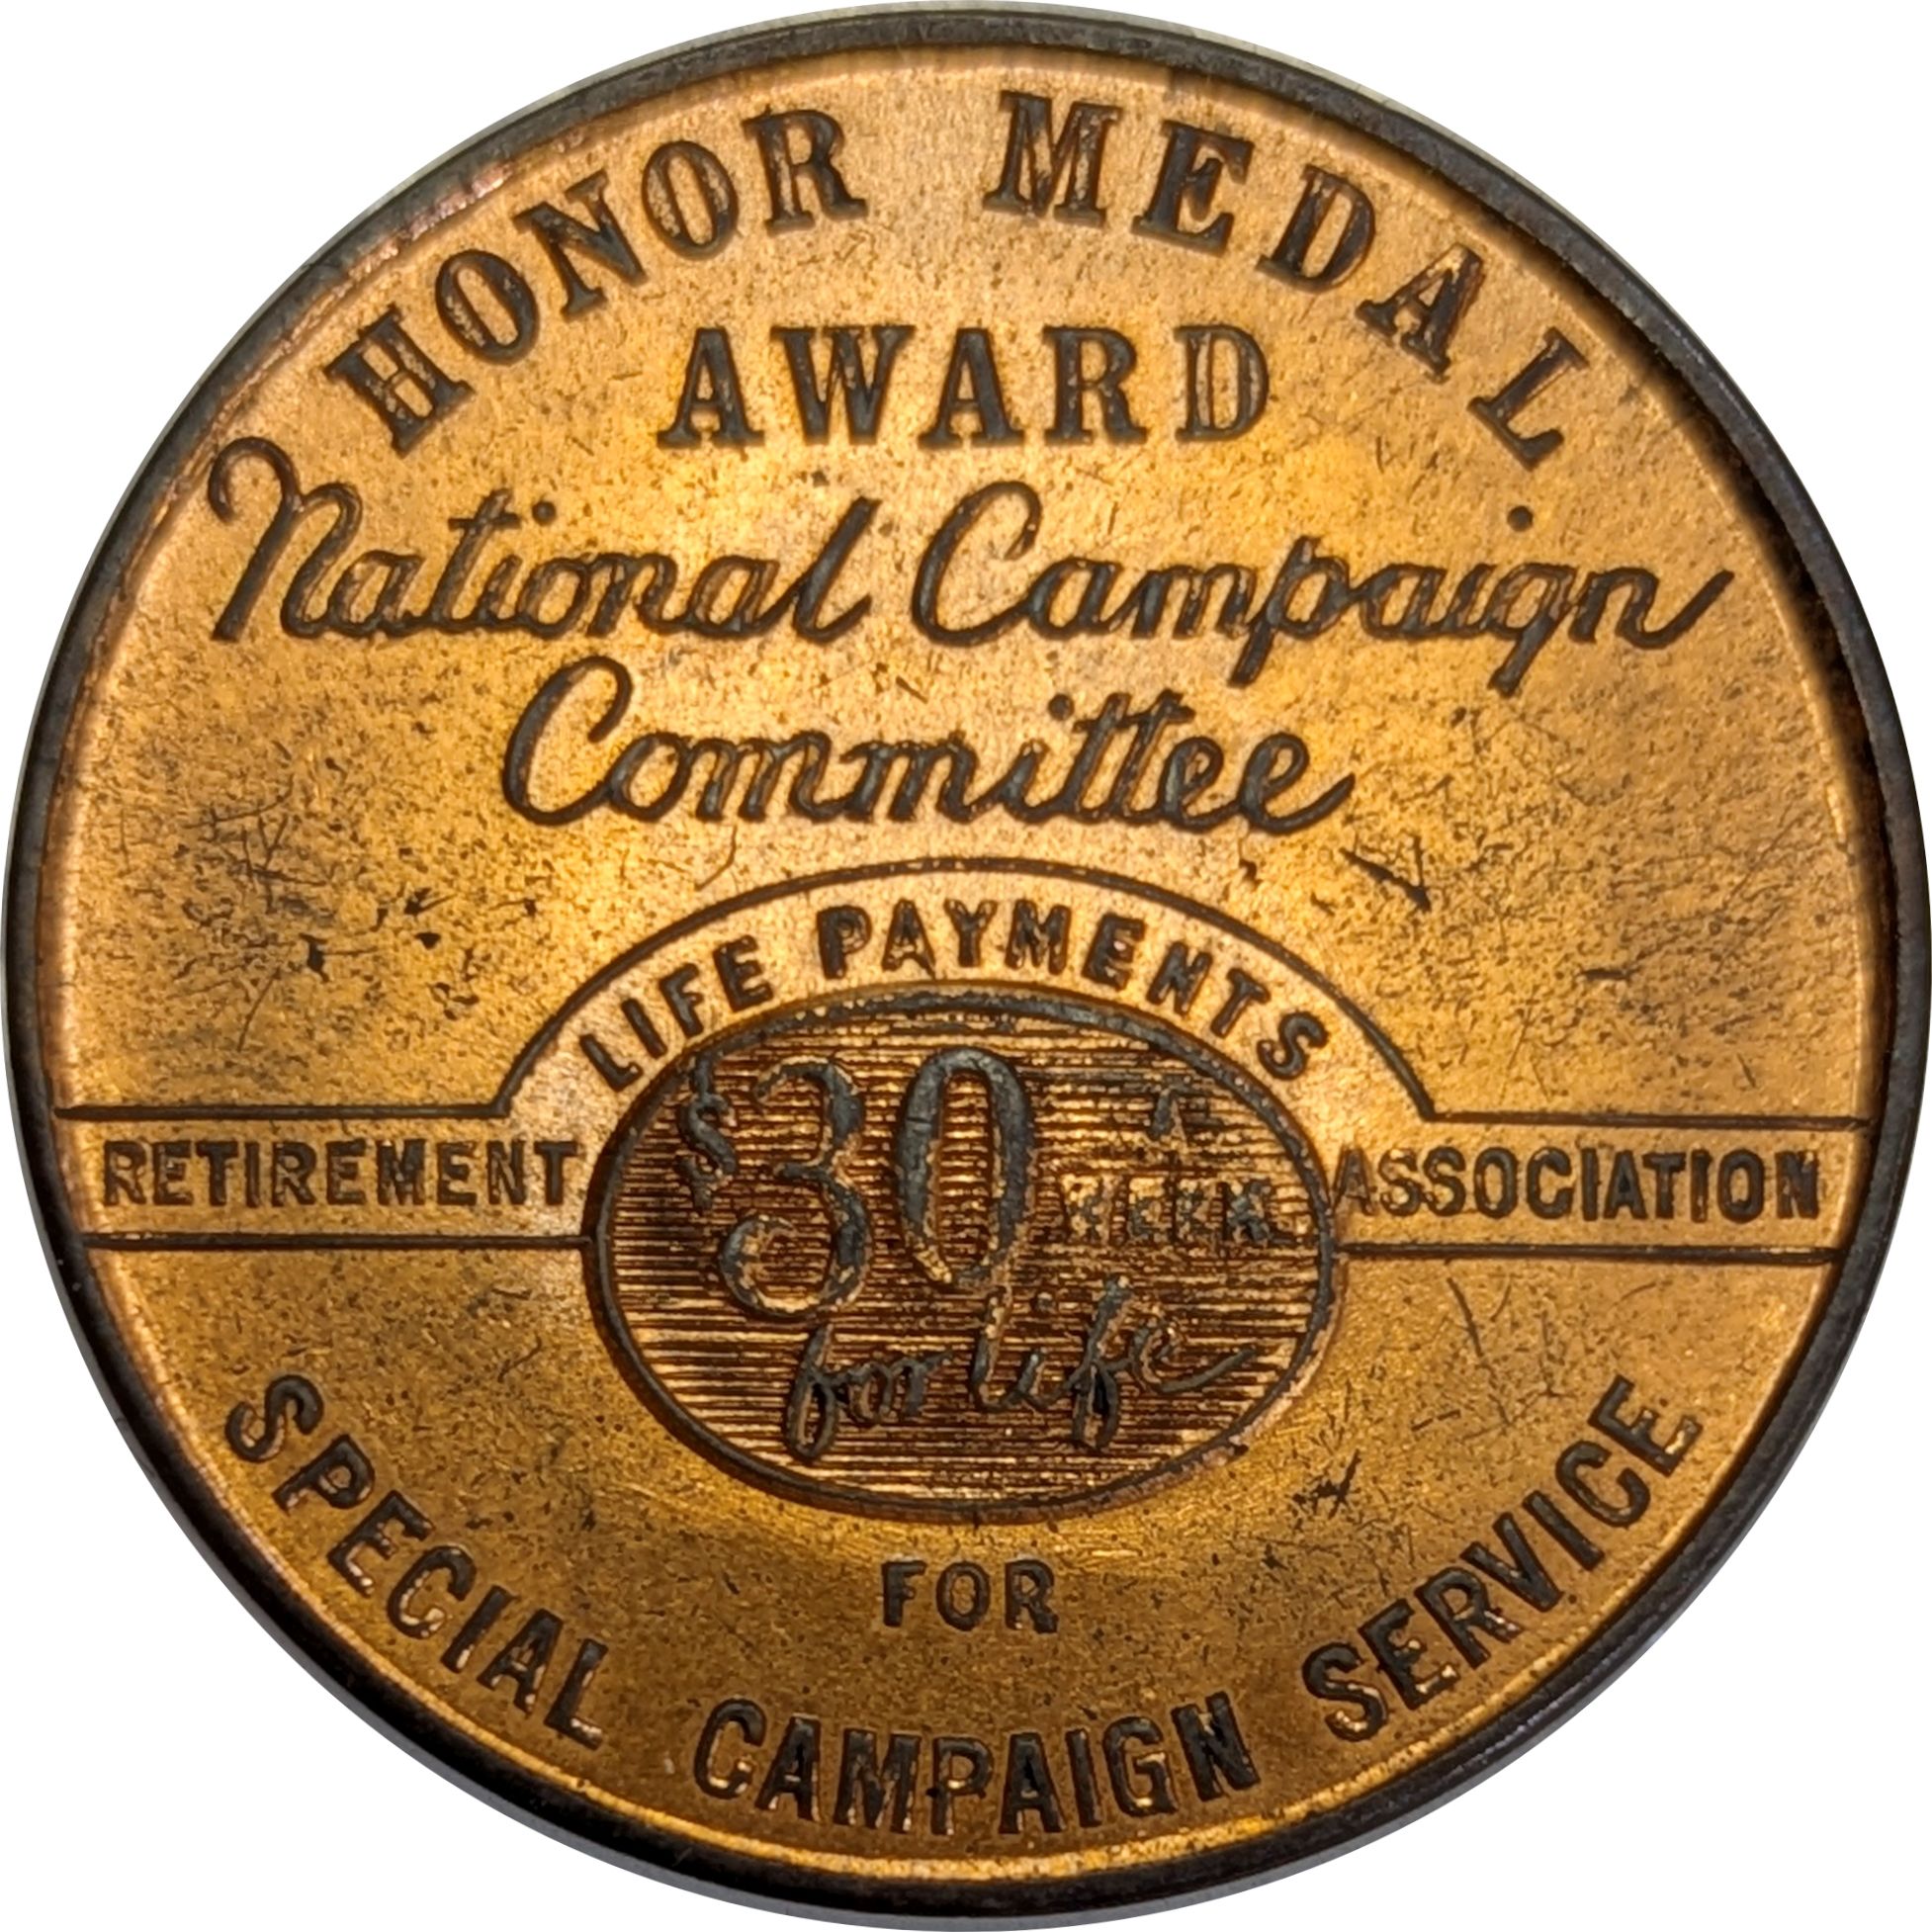 HONOR MEDAL
AWARD
National Campaign
Committee
LIFE PAYMENTS
RETIREMENT ASSOCIATION
$30 A WEEK
for life
FOR
SPECIAL CAMPAIGN SERVICE